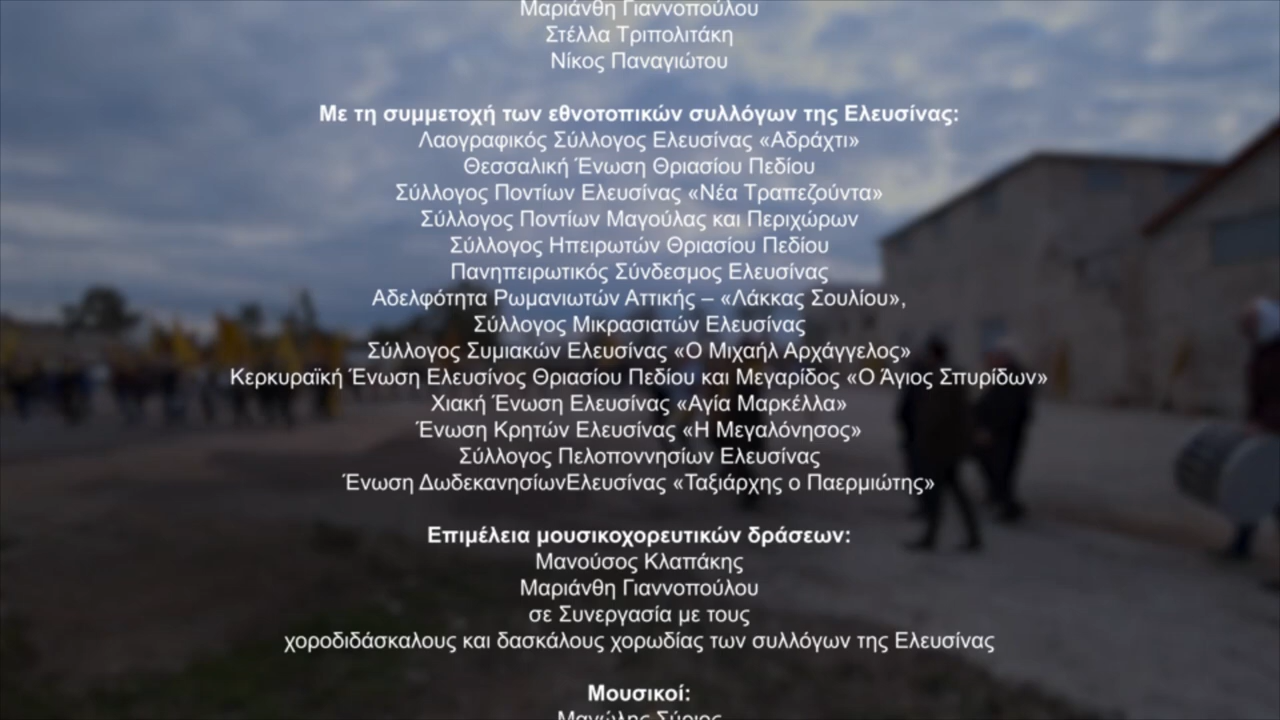 Μαριάνθη Γιαννοπούλου
Στέλλα Τριπολιτάκη
Νίκος Παναγιώτου
Με τη συμμετοχή των εθνοτοπικών συλλόγων της Ελευσίνας:
Λαογραφικός Σύλλογος Ελευσίνας «Αδράχτι»
Θεσσαλική Ένωση Θριασίου Πεδίου
Σύλλογος Ποντίων Ελευσίνας «Νέα Τραπεζούντα»
Σύλλογος Ποντίων Μαγούλας και Περιχώρων
Σύλλογος Ηπειρωτών Θριασίου Πεδίου
Πανηπειρωτικός Σύνδεσμος Ελευσίνας
Αδελφότητα Ρωμανιωτών Αττικής – «Λάκκας Σουλίου»,
Σύλλογος Μικρασιατών Ελευσίνας
Σύλλογος Συμιακών Ελευσίνας «Ο Μιχαήλ Αρχάγγελος»
Κερκυραϊκή Ένωση Ελευσίνος Θριασίου Πεδίου και Μεγαρίδος «Ο Άγιος Σπυρίδων»
Χιακή Ένωση Ελευσίνας «Αγία Μαρκέλλα»
Ένωση Κρητών Ελευσίνας «Η Μεγαλόνησος»
Σύλλογος Πελοποννησίων Ελευσίνας
Ένωση ΔωδεκανησίωνΕλευσίνας «Ταξιάρχης ο Παερμιώτης»
Επιμέλεια μουσικοχορευτικών δράσεων:
Μανούσος Κλαπάκης
Μαριάνθη Γιαννοπούλου
σε Συνεργασία με τους
χοροδιδάσκαλους και δασκάλους χορωδίας των συλλόγων της Ελευσίνας
Μουσικοί:
Μανώλης Σύριος